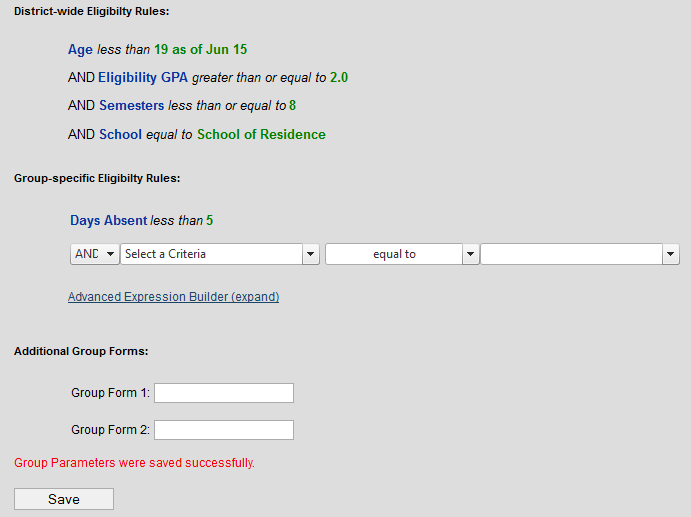 District-wide Eligibilty Rules:
Age less than 19 as of Jun 15
AND Eligibility GPA greater than or equal to 2.0
AND Semesters less than or equal to 8
AND School equal to School of Residence
Group-specific Eligibilty Rules:
Days Absent less than 5
AND Select a Criteria equal to
Advanced Expression Builder (expand)
Additional Group Forms:
Group Form 1:
Group Form 2:
Group Parameters were saved successfully.
Save